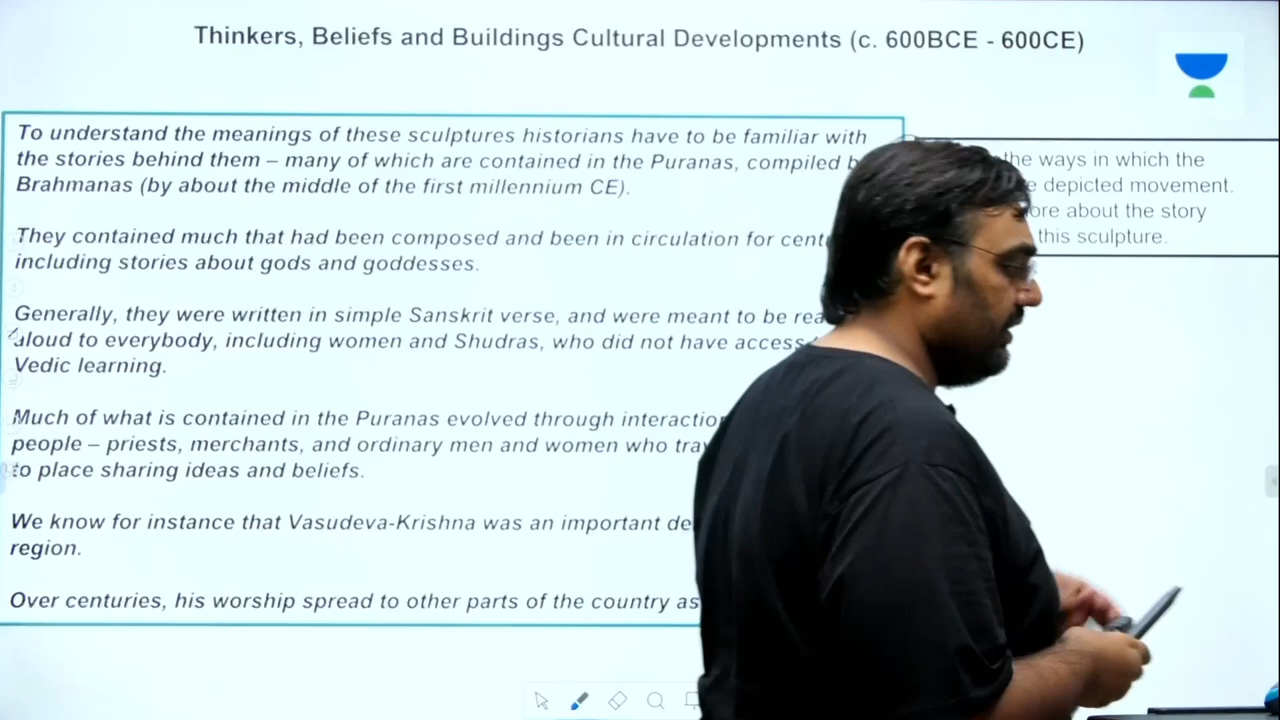 Thinkers, Beliefs and Buildings Cultural Developments (c. 600BCE - 600CE)
To understand the meanings of these sculptures historians have to be familiar with
the stories behind them – many of which are contained in the Puranas, compiled
Brahmanas (by about the middle of the first millennium CE).
They contained much that had been composed and been in circulation for
including stories about gods and goddesses.
Generally, they were written in simple Sanskrit verse, and were meant to be
aloud to everybody, including women and Shudras, who did not have access
Vedic learning.
Much of what is contained in the Puranas evolved through
people – priests, merchants, and ordinary men and women who
to place sharing ideas and beliefs.
We know for instance that Vasudeva-Krishna was an important
region.
Over centuries, his worship spread to other parts of the country as
the ways in which the
depicted movement.
about the story
this sculpture.